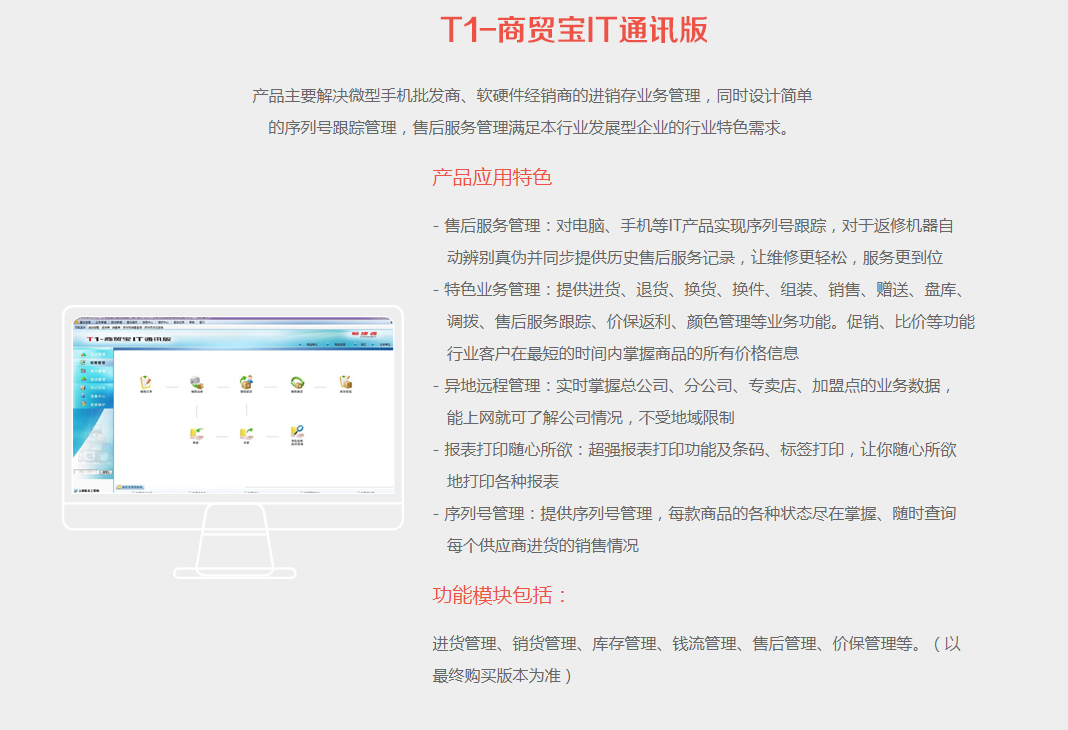 T1-商贸宝IT通讯版
产品主要解决微型手机批发商、软硬件经销商的进销存业务管理，同时设计简单
的序列号跟踪管理，售后服务管理满足本行业发展型企业的行业特色需求。
产品应用特色
- 售后服务管理：对电脑、手机等IT产品实现序列号跟踪，对于返修机器自
动辨别真伪并同步提供历史售后服务记录，让维修更轻松，服务更到位
- 特色业务管理：提供进货、退货、换货、换件、组装、销售、赠送、盘库、
调拨、售后服务跟踪、价保返利、颜色管理等业务功能。促销、比价等功能
行业客户在最短的时间内掌握商品的所有价格信息
- 异地远程管理：实时掌握总公司、分公司、专卖店、加盟点的业务数据，
能上网就可了解公司情况，不受地域限制
- 报表打印随心所欲：超强报表打印功能及条码、标签打印，让你随心所欲
地打印各种报表
- 序列号管理：提供序列号管理，每款商品的各种状态尽在掌握、随时查询
每个供应商进货的销售情况
功能模块包括：
进货管理、销货管理、库存管理、钱流管理、售后管理、价保管理等。（以
最终购买版本为准）
T1-商贸宝IT通讯版